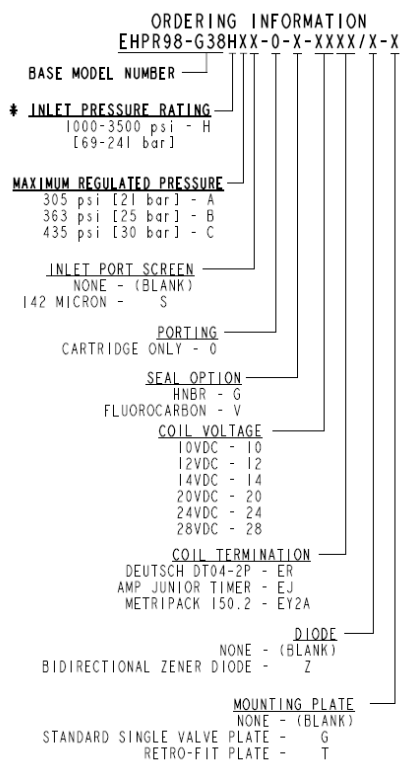 ORDERING INFORMATION
EHPR98-G38HXX-0-X-XXXX/X-X
BASE MODEL NUMBER
* INLET PRESSURE RATING
1000-3500 psi - H
[69-241 bar]
MAXIMUM REGULATED PRESSURE
305 psi [21 bar] - A
363 psi [25 bar] - B
435 psi [30 bar] - C
INLET PORT SCREEN
NONE - (BLANK)
142 MICRON - S
PORTING
CARTRIDGE ONLY - 0
SEAL OPTION
HNBR - G
FLUOROCARBON - V
COIL VOLTAGE
10VDC - 10
12VDC - 12
14VDC - 14
20VDC - 20
24VDC - 24
28VDC - 28
COIL TERMINATION
DEUTSCH DT04-2P - ER
AMP JUNIOR TIMER - EJ
METRIPACK 150.2 - EY2A
DIODE
NONE - (BLANK)
BIDIRECTIONAL ZENER DIODE - Z
MOUNTING PLATE
NONE - (BLANK)
STANDARD SINGLE VALVE PLATE - G
RETRO-FIT PLATE - T